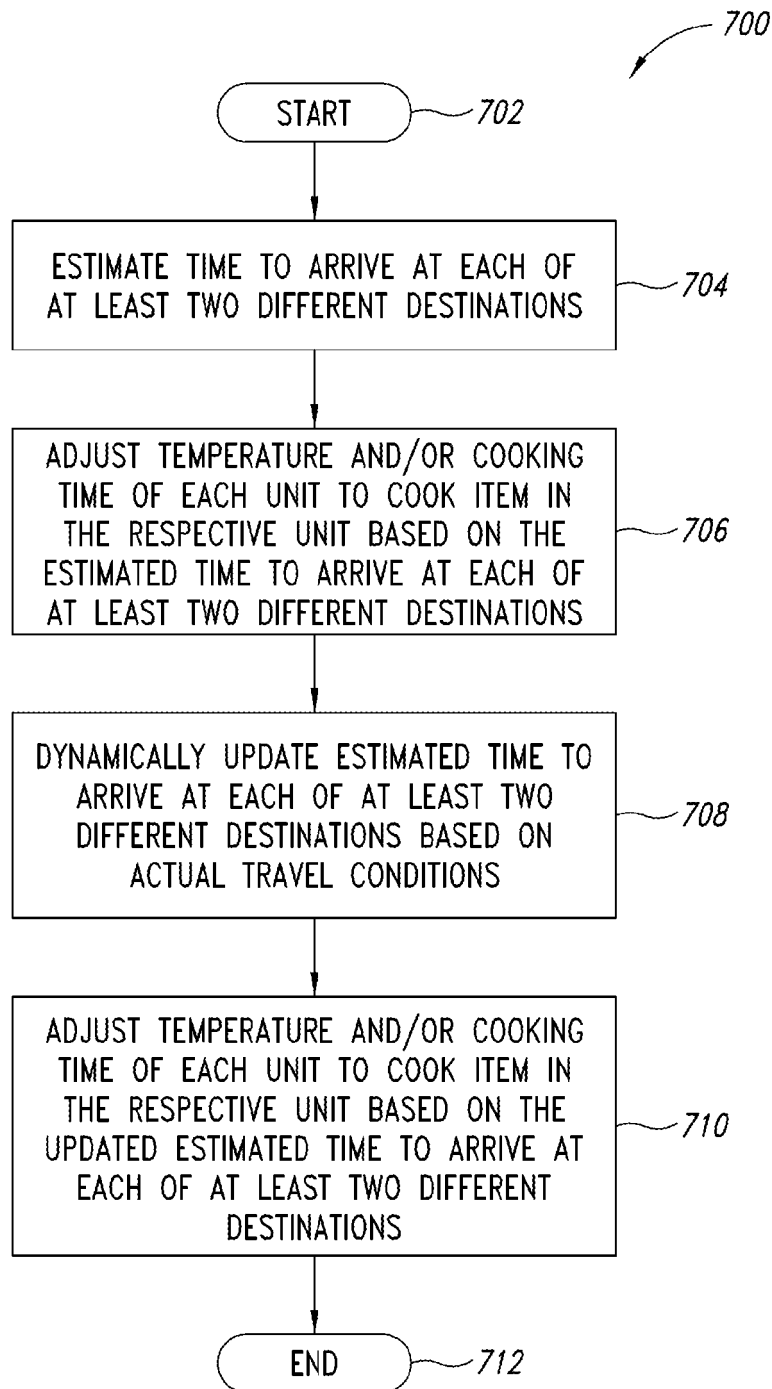 700
START
702
ESTIMATE TIME TO ARRIVE AT EACH OF
AT LEAST TWO DIFFERENT DESTINATIONS
704
ADJUST TEMPERATURE AND/OR COOKING
TIME OF EACH UNIT TO COOK ITEM IN
THE RESPECTIVE UNIT BASED ON THE
ESTIMATED TIME TO ARRIVE AT EACH OF
AT LEAST TWO DIFFERENT DESTINATIONS
706
DYNAMICALLY UPDATE ESTIMATED TIME TO
ARRIVE AT EACH OF AT LEAST TWO
DIFFERENT DESTINATIONS BASED ON
ACTUAL TRAVEL CONDITIONS
708
ADJUST TEMPERATURE AND/OR COOKING
TIME OF EACH UNIT TO COOK ITEM IN
THE RESPECTIVE UNIT BASED ON THE
UPDATED ESTIMATED TIME TO ARRIVE AT
EACH OF AT LEAST TWO DIFFERENT
DESTINATIONS
710
END
712